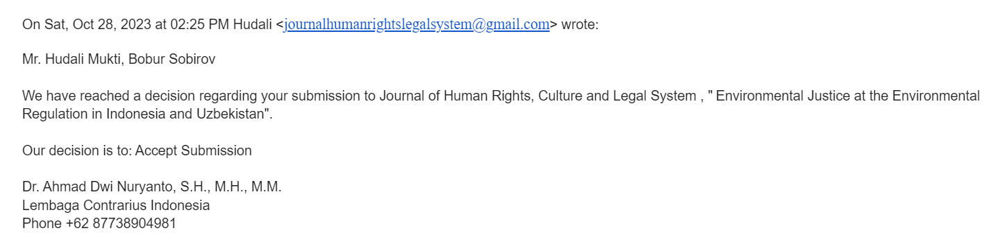 On Sat, Oct 28, 2023 at 02:25 PM Hudali <journalhumanrightslegalsystem@gmail.com> wrote:
Mr. Hudali Mukti, Bobur Sobirov
We have reached a decision regarding your submission to Journal of Human Rights, Culture and Legal System , " Environmental Justice at the Environmental
Regulation in Indonesia and Uzbekistan".
Our decision is to: Accept Submission
Dr. Ahmad Dwi Nuryanto, S.H., M.H., M.M.
Lembaga Contrarius Indonesia
Phone +62 87738904981